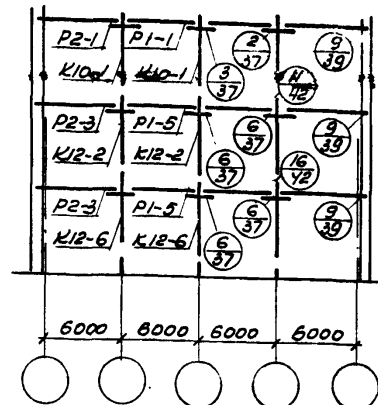 P2-1 P1-1 2/37 9/39
K10-1 K10-1 3/37 11/42
P2-3 P1-5 6/37 9/39
K12-2 K12-2 6/37 16/42
P2-3 P1-5 6/37 9/39
K12-6 K12-6 6/37
6000 6000 6000 6000